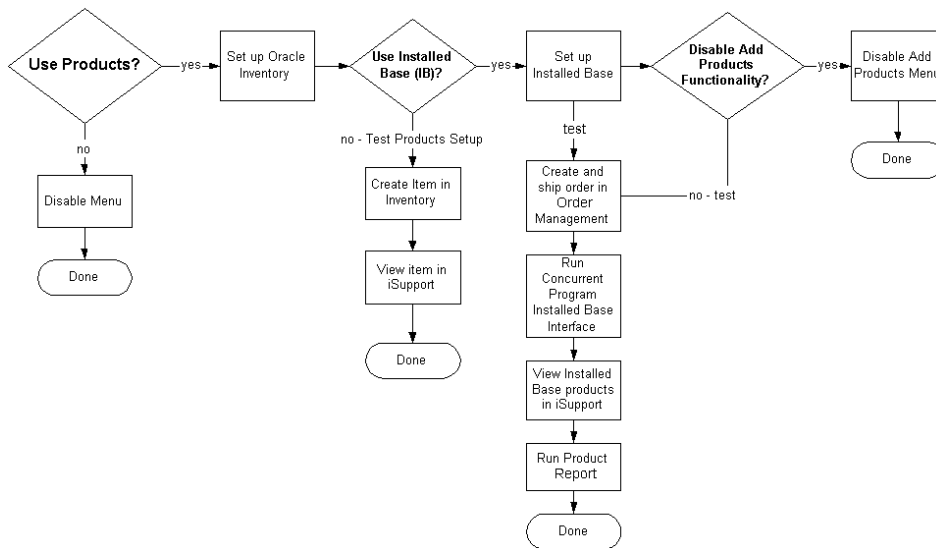 Use Products?
yes
Set up Oracle
Inventory
Use Installed
Base (IB)?
yes
Set up
Installed Base
Disable Add
Products
Functionality?
yes
Disable Add
Products Menu
Done
no
Disable Menu
Done
no - Test Products Setup
Create Item in
Inventory
View item in
iSupport
Done
test
Create and
ship order in
Order
Management
no - test
Run
Concurrent
Program
Installed Base
Interface
View Installed
Base products
in iSupport
Run Product
Report
Done